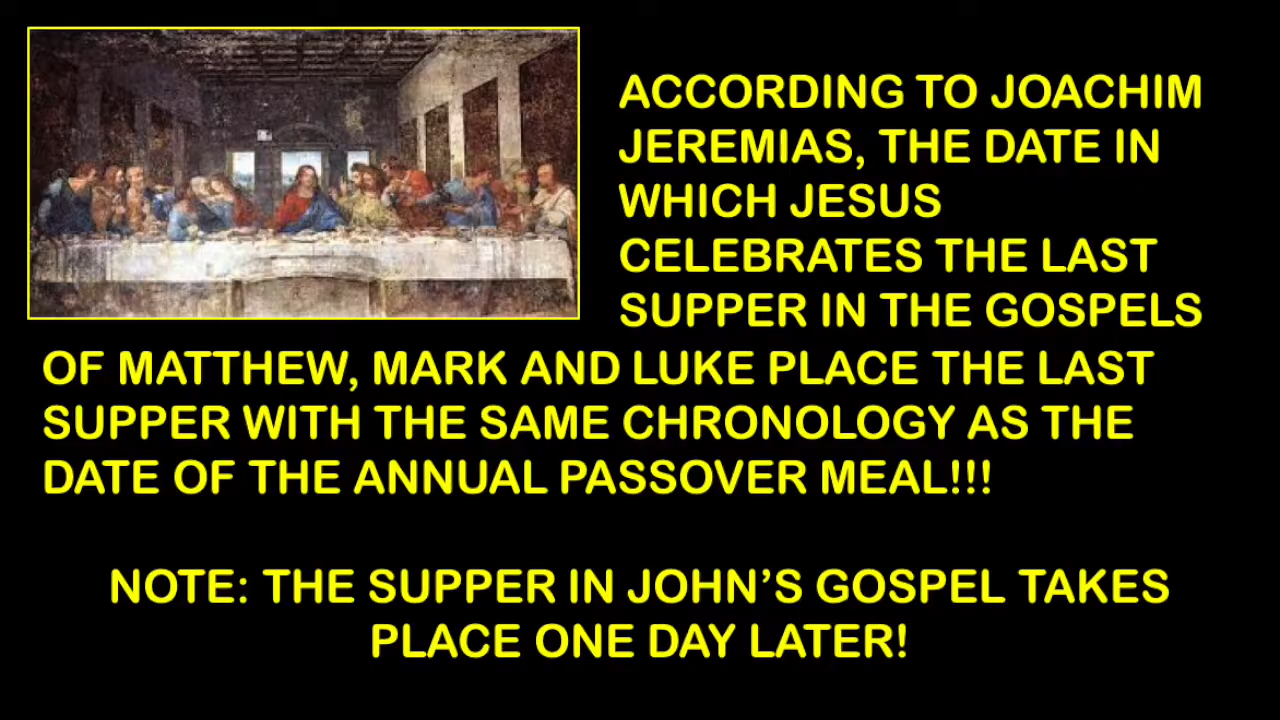 ACCORDING TO JOACHIM
JEREMIAS, THE DATE IN
WHICH JESUS
CELEBRATES THE LAST
SUPPER IN THE GOSPELS
OF MATTHEW, MARK AND LUKE PLACE THE LAST
SUPPER WITH THE SAME CHRONOLOGY AS THE
DATE OF THE ANNUAL PASSOVER MEAL!!!
NOTE: THE SUPPER IN JOHN’S GOSPEL TAKES
PLACE ONE DAY LATER!